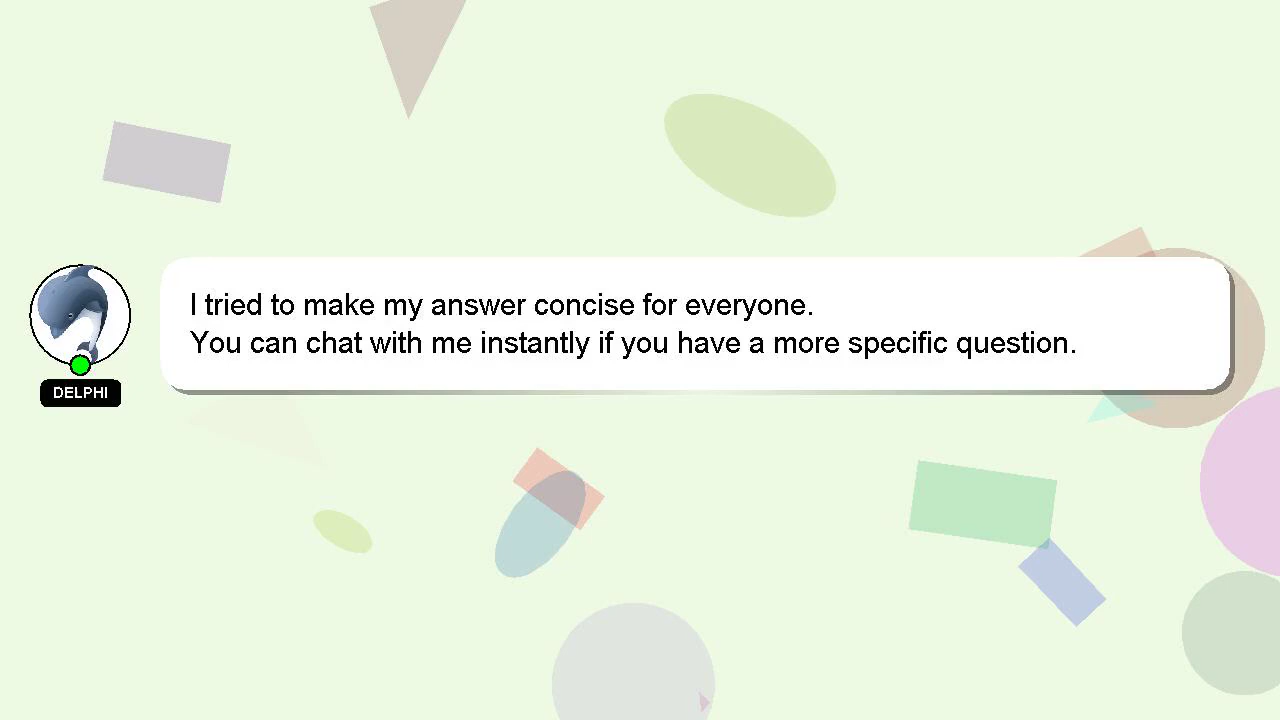 I tried to make my answer concise for everyone.
You can chat with me instantly if you have a more specific question.
DELPHI